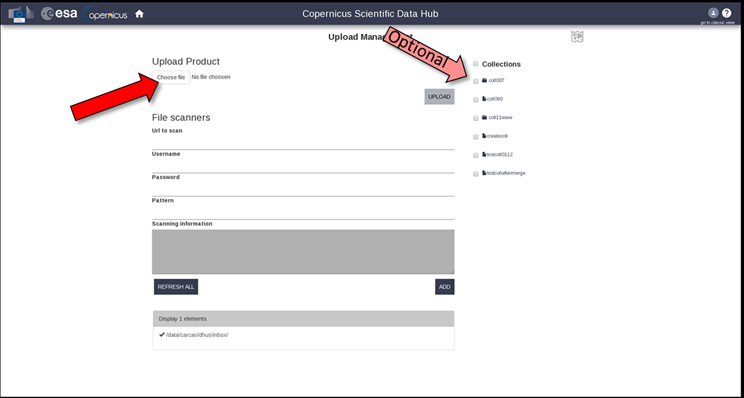 esa
opernicus
Copernicus Scientific Data Hub
go to classic view
Upload Mana
Optional
Upload Product
Choose file
No file choosen
UPLOAD
Collections
coll007
coll090
coll11www
createcoll
testcoll0112
testcollaftermerge
File scanners
Url to scan
Username
Password
Pattern
Scanning information
REFRESH ALL
ADD
Display 1 elements
/data/carcari/dhus/inbox/